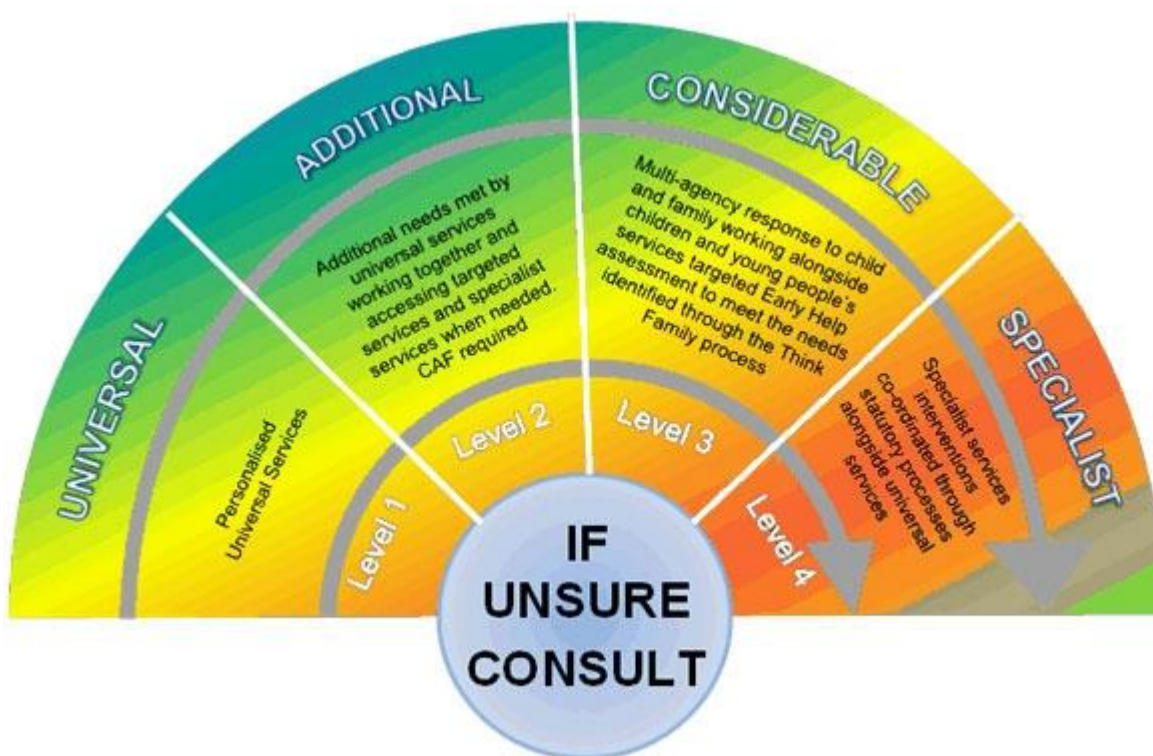 UNIVERSAL
Personalised
Universal Services
Level 1
ADDITIONAL
Additional needs met by
universal services
working together and
accessing targeted
services and specialist
services when needed.
CAF required
Level 2
CONSIDERABLE
Multi-agency response to child
and family working alongside
children and young people's
services targeted Early Help
assessment to meet the needs
identified through the Think
Family process
Level 3
SPECIALIST
Specialist services
interventions
co-ordinated through
statutory processes
alongside universal
services
Level 4
IF
UNSURE
CONSULT